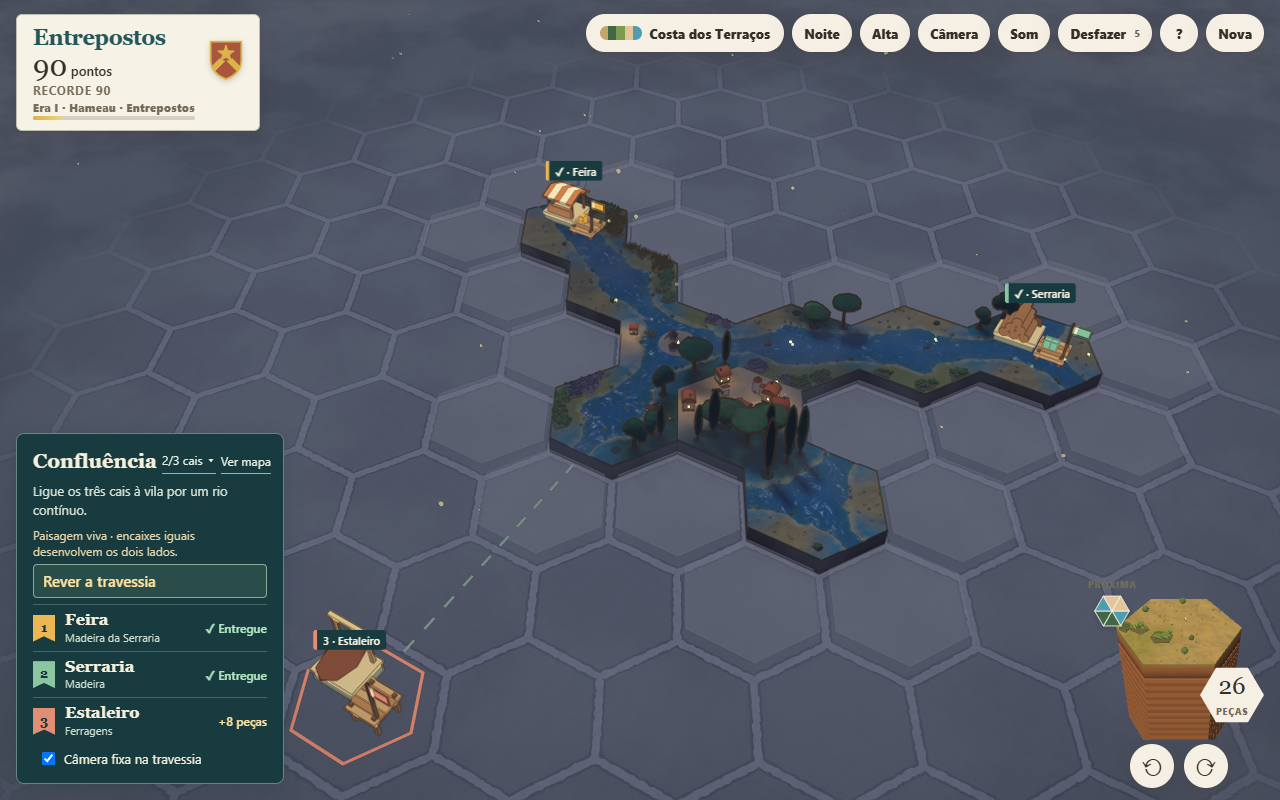 Entrepostos
90 pontos
RECORDE 90
Era I · Hameau · Entrepostos
Costa dos Terraços
Noite
Alta
Câmera
Som
Desfazer 5
?
Nova
✓ · Feira
✓ · Serraria
Confluência 2/3 cais Ver mapa
Ligue os três cais à vila por um rio
contínuo.
Paisagem viva · encaixes iguais
desenvolvem os dois lados.
Rever a travessia
1 Feira
Madeira da Serraria
✓ Entregue
2 Serraria
Madeira
✓ Entregue
3 Estaleiro
Ferragens
+8 peças
Câmera fixa na travessia
3 · Estaleiro
PRÓXIMA
26
PEÇAS